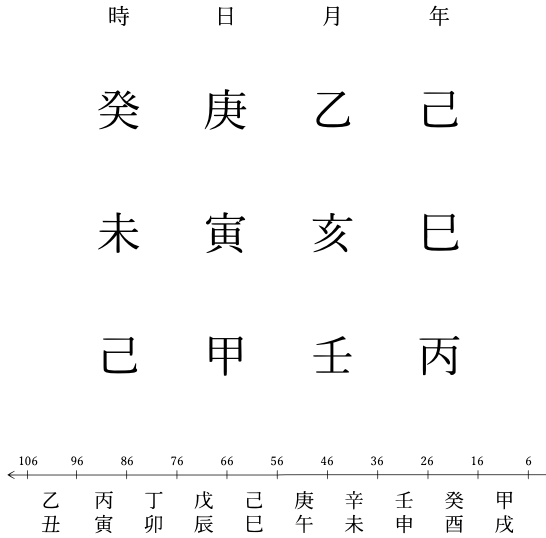 時 日 月 年
癸 庚 乙 己
未 寅 亥 巳
己 甲 壬 丙
106 96 86 76 66 56 46 36 26 16 6
乙 丙 丁 戊 己 庚 辛 壬 癸 甲
丑 寅 卯 辰 巳 午 未 申 酉 戌